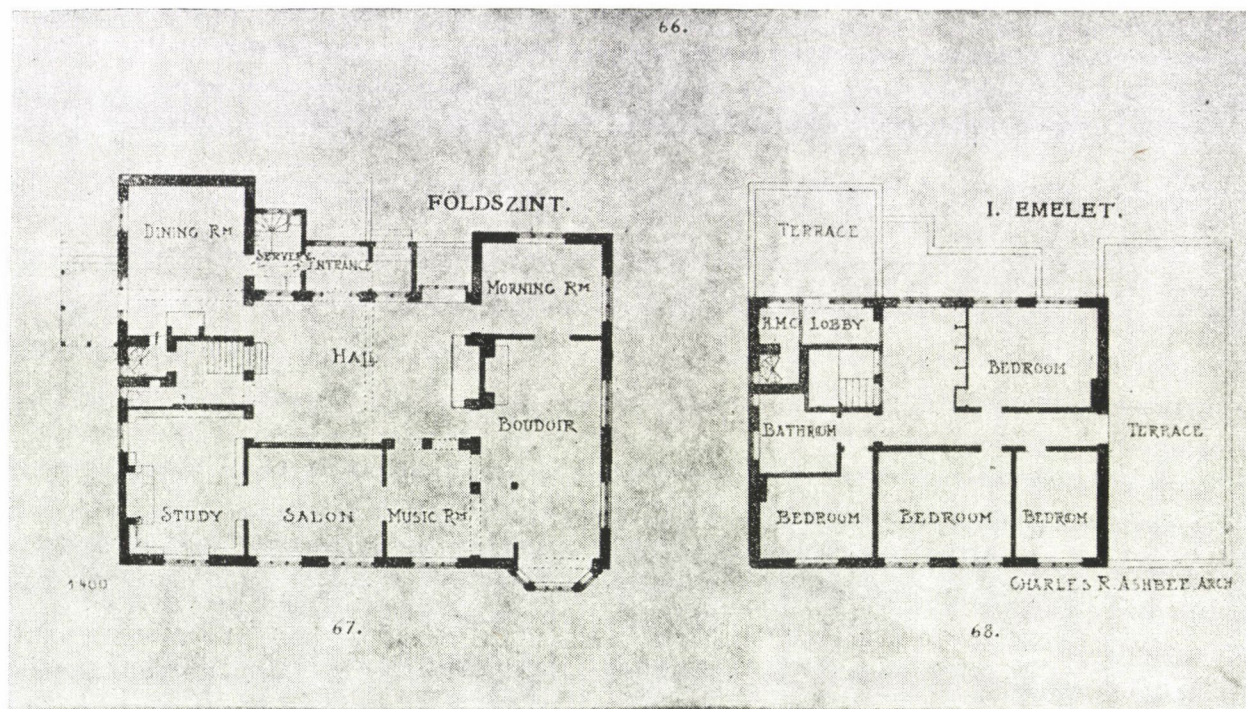 66.
FÖLDSZINT.
DINING RM
SERVERY
ENTRANCE
MORNING RM
HALL
BOUDOIR
STUDY
SALON
MUSIC RM
1:400
67.
I. EMELET.
TERRACE
H.M.C.
LOBBY
BEDROOM
BATHROOM
TERRACE
BEDROOM
BEDROOM
BEDROOM
CHARLES R. ASHBEE. ARCH
68.